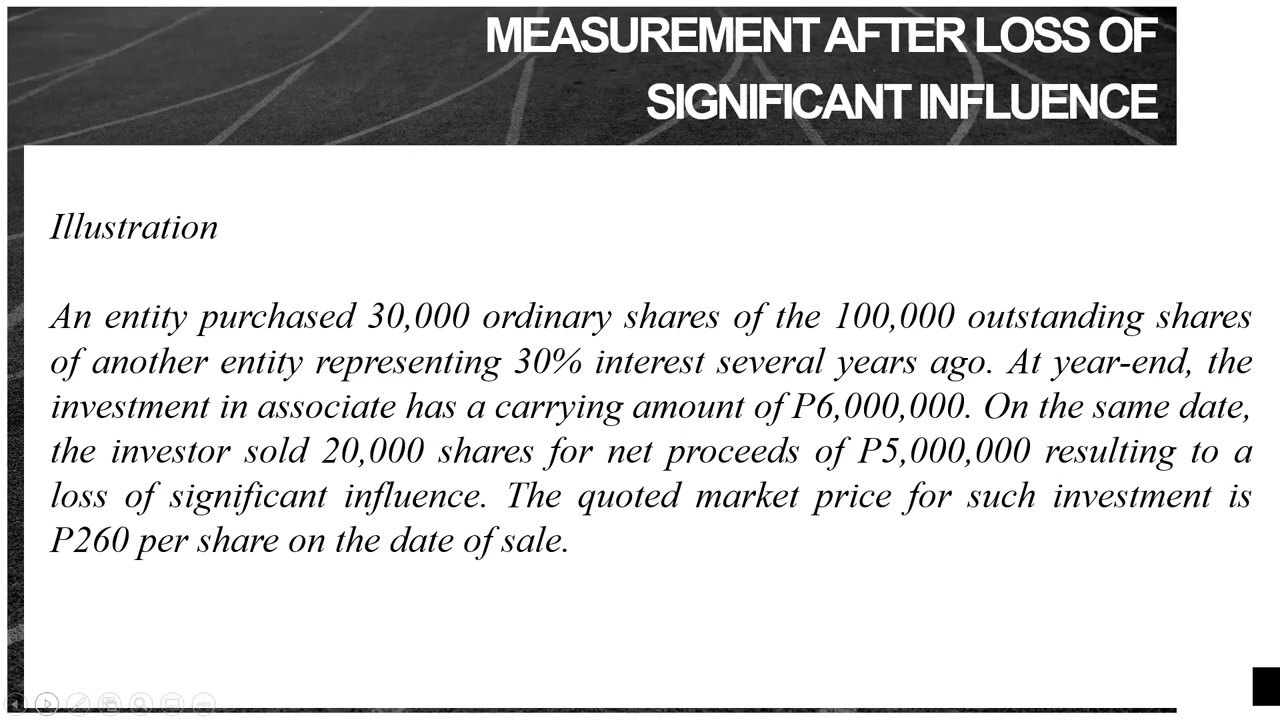 MEASUREMENT AFTER LOSS OF
SIGNIFICANT INFLUENCE
Illustration
An entity purchased 30,000 ordinary shares of the 100,000 outstanding shares
of another entity representing 30% interest several years ago. At year-end, the
investment in associate has a carrying amount of P6,000,000. On the same date,
the investor sold 20,000 shares for net proceeds of P5,000,000 resulting to a
loss of significant influence. The quoted market price for such investment is
P260 per share on the date of sale.